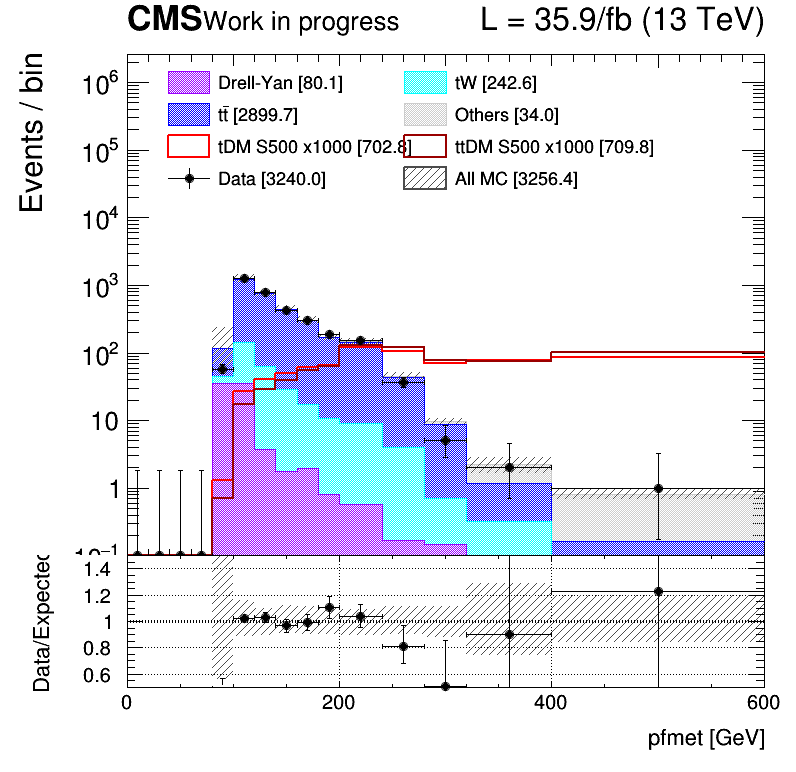 CMS Work in progress L = 35.9/fb (13 TeV)
Events / bin
Drell-Yan [80.1] tW [242.6]
tt̄ [2899.7] Others [34.0]
tDM S500 x1000 [702.8] ttDM S500 x1000 [709.8]
Data [3240.0] All MC [3256.4]
10⁶
10⁵
10⁴
10³
10²
10
1
10⁻¹
Data/Expected
1.4
1.2
1
0.8
0.6
0 200 400 600
pfmet [GeV]